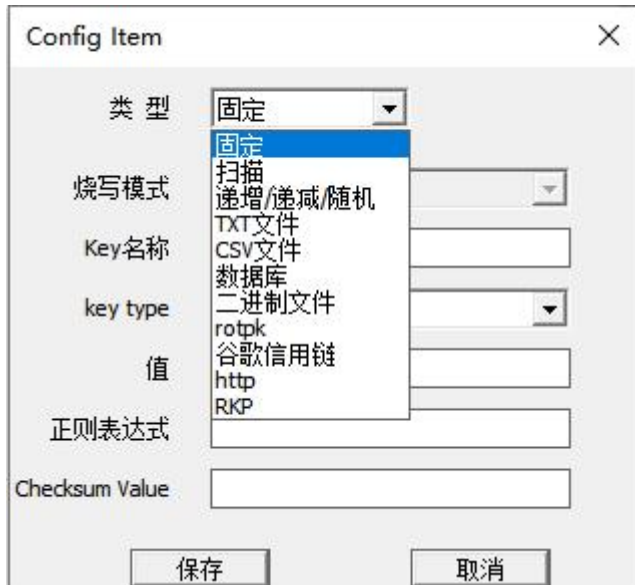 Config Item
类 型
固定
固定
扫描
递增/递减/随机
TXT文件
CSV文件
数据库
二进制文件
rotpk
谷歌信用链
http
RKP
烧写模式
Key名称
key type
值
正则表达式
Checksum Value
保存
取消